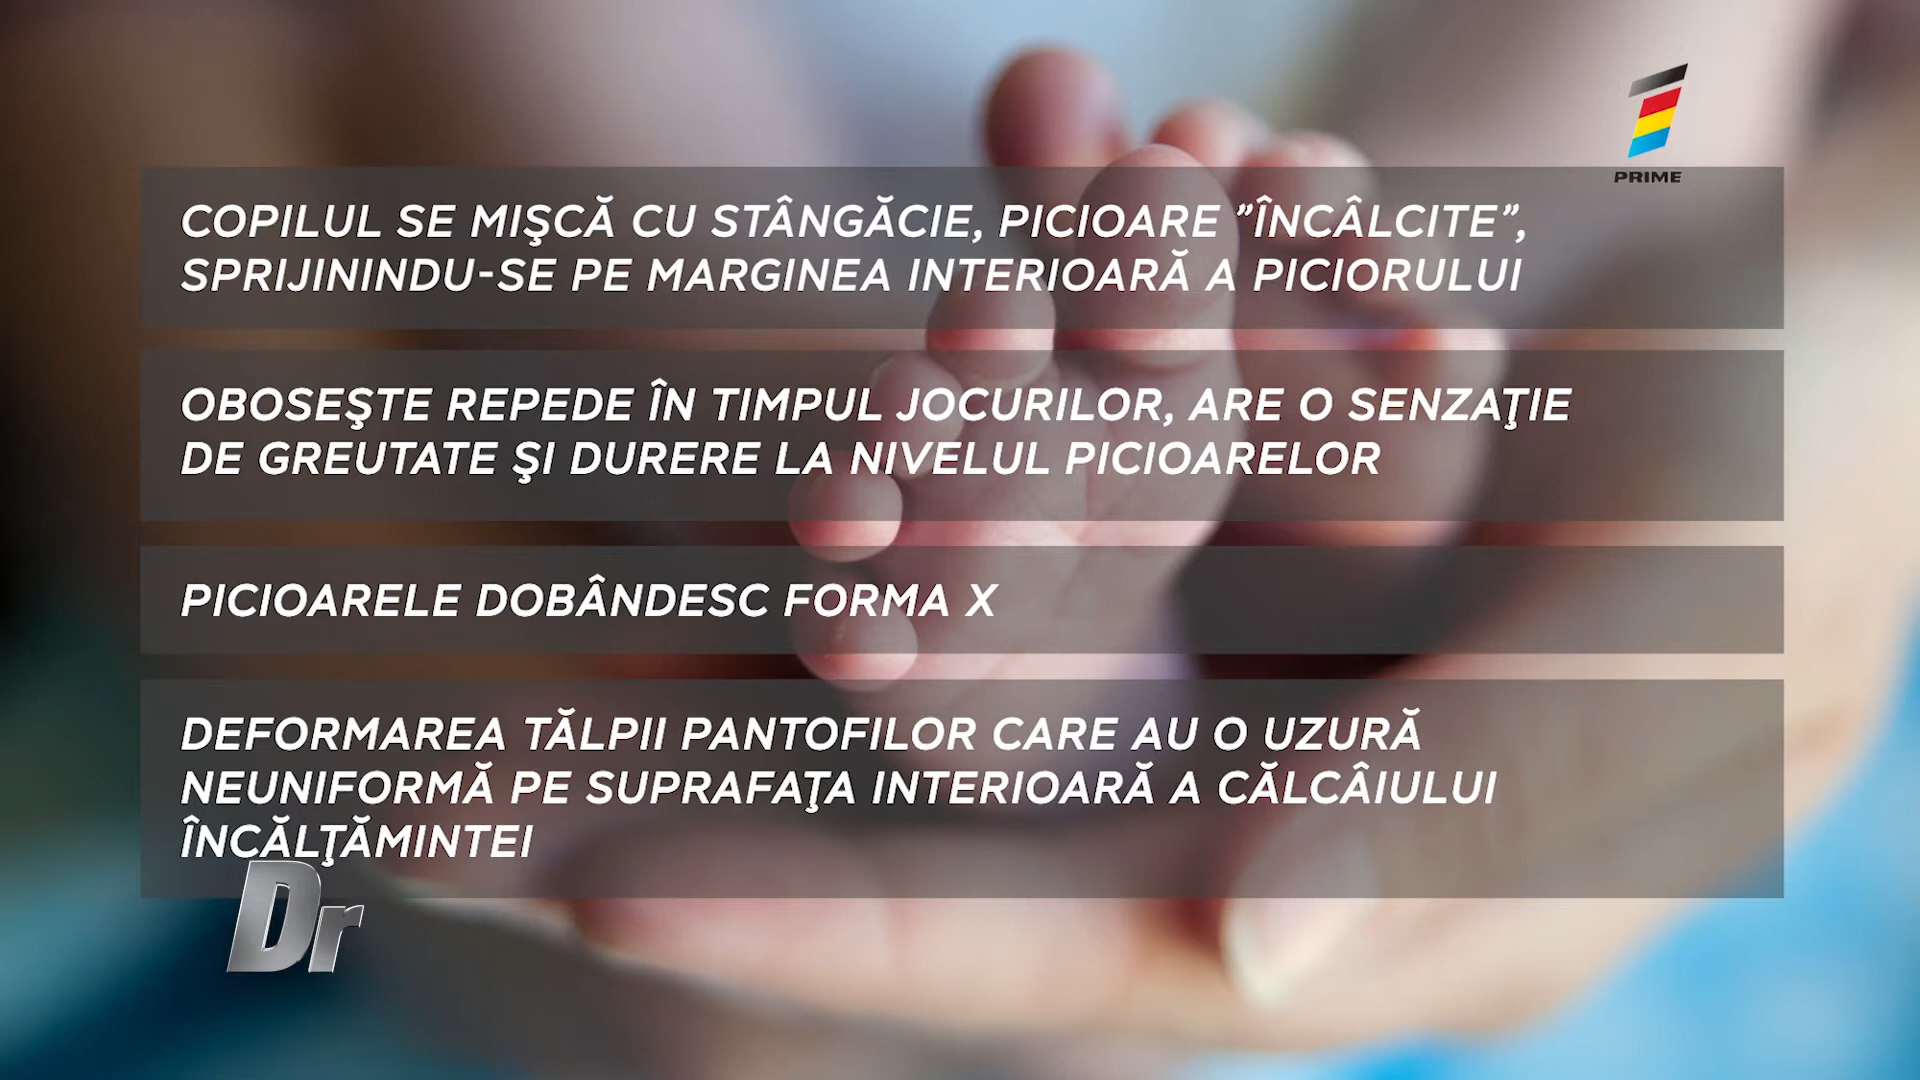 PRIME
COPILUL SE MIŞCĂ CU STÂNGĂCIE, PICIOARE ”ÎNCÂLCITE”,
SPRIJININDU-SE PE MARGINEA INTERIOARĂ A PICIORULUI
OBOSEŞTE REPEDE ÎN TIMPUL JOCURILOR, ARE O SENZAŢIE
DE GREUTATE ŞI DURERE LA NIVELUL PICIOARELOR
PICIOARELE DOBÂNDESC FORMA X
DEFORMAREA TĂLPII PANTOFILOR CARE AU O UZURĂ
NEUNIFORMĂ PE SUPRAFAŢA INTERIOARĂ A CĂLCÂIULUI
ÎNCĂLŢĂMINTEI
Dr